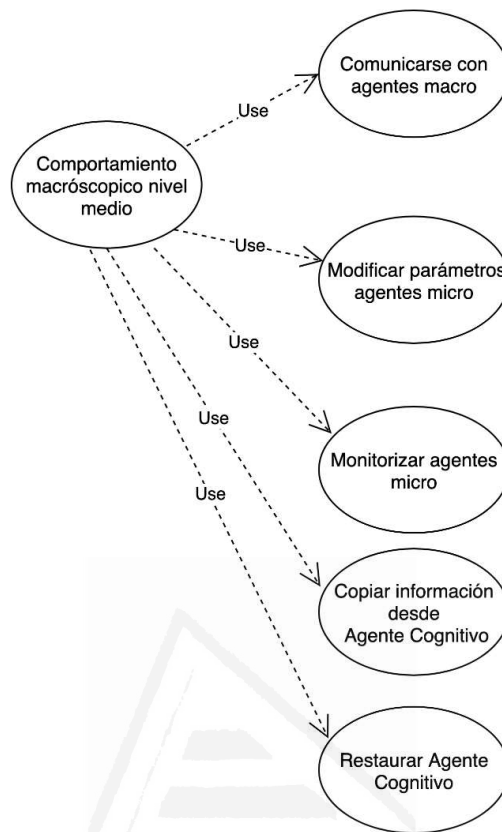 Comunicarse con
agentes macro
Use
Comportamiento
macróscopico nivel
medio
Use
Modificar parámetros
agentes micro
Use
Monitorizar agentes
micro
Use
Copiar información
desde
Agente Cognitivo
Use
Restaurar Agente
Cognitivo